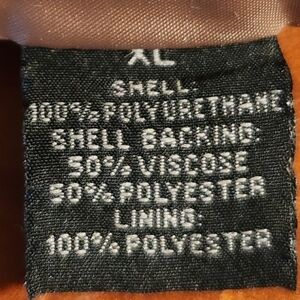 XL
SHELL:
100% POLYURETHANE
SHELL BACKING:
50% VISCOSE
50% POLYESTER
LINING:
100% POLYESTER